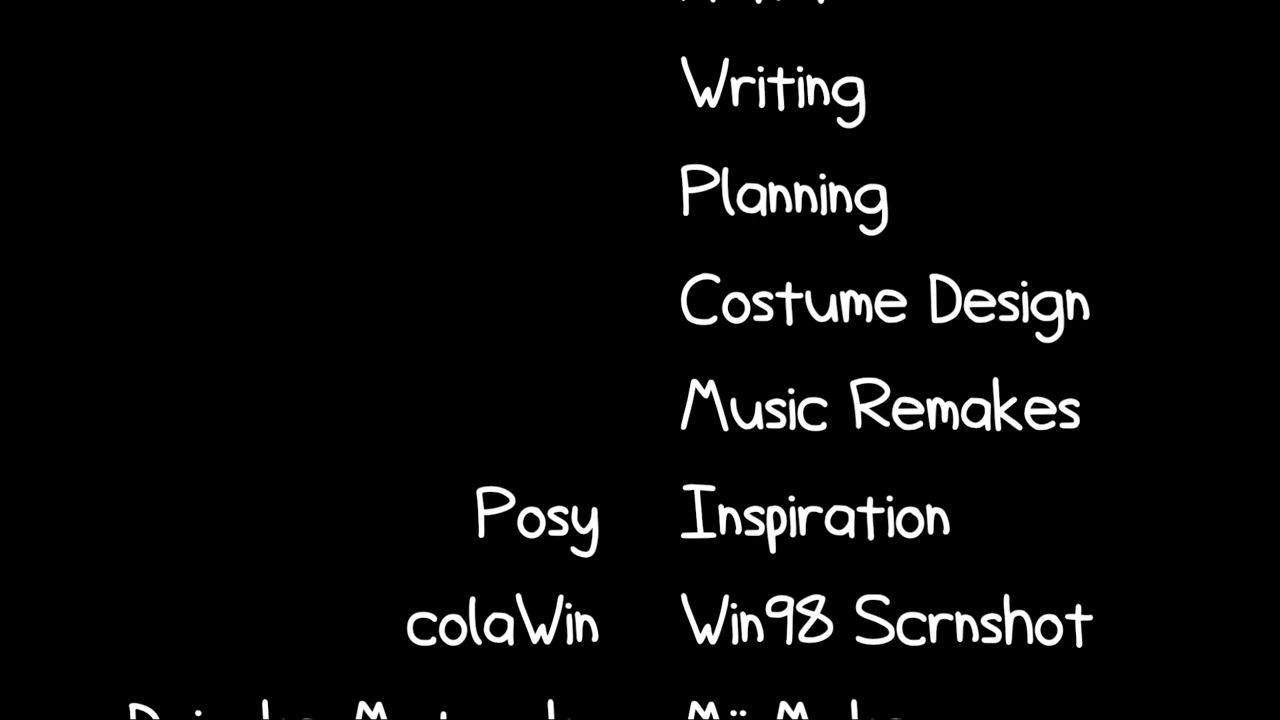 Writing
Planning
Costume Design
Music Remakes
Posy Inspiration
colaWin Win98 Scrnshot